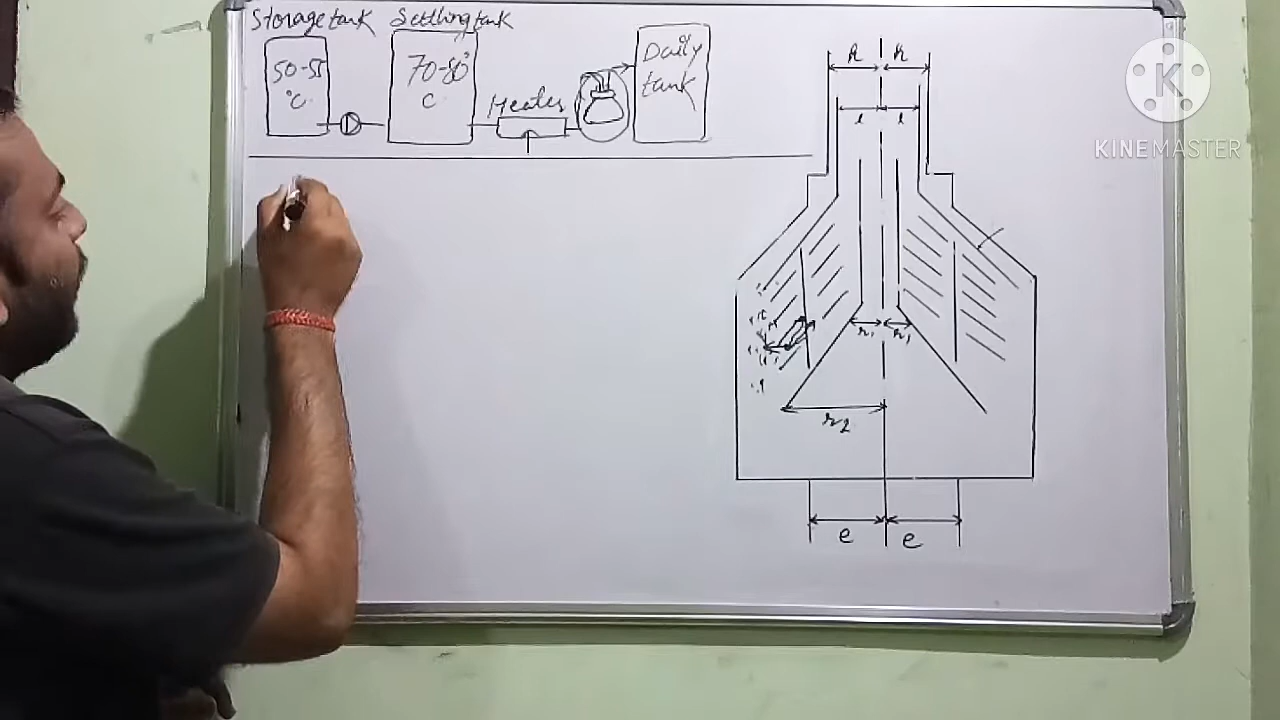 Storage tank Settling tank
50-55
°C
70-80°
C
Heater
Daily
tank
h h
l l
r₁ r₁
r₂
e e
K
KINEMASTER